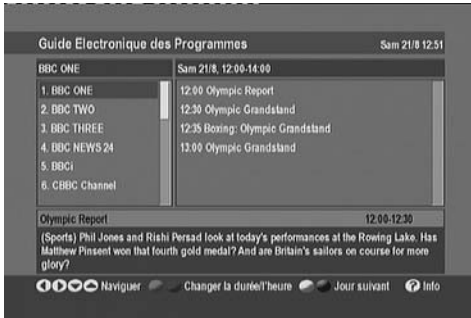 Guide Electronique des Programmes Sam 21/8 12:51
BBC ONE Sam 21/8, 12:00-14:00
1. BBC ONE
2. BBC TWO
3. BBC THREE
4. BBC NEWS 24
5. BBCi
6. CBBC Channel
12:00 Olympic Report
12:30 Olympic Grandstand
12:35 Boxing: Olympic Grandstand
13:00 Olympic Grandstand
Olympic Report 12:00-12:30
(Sports) Phil Jones and Rishi Persad look at today's performances at the Rowing Lake. Has
Matthew Pinsent won that fourth gold medal? And are Britain's sailors on course for more
glory?
Naviguer Changer la durée/l'heure Jour suivant Info